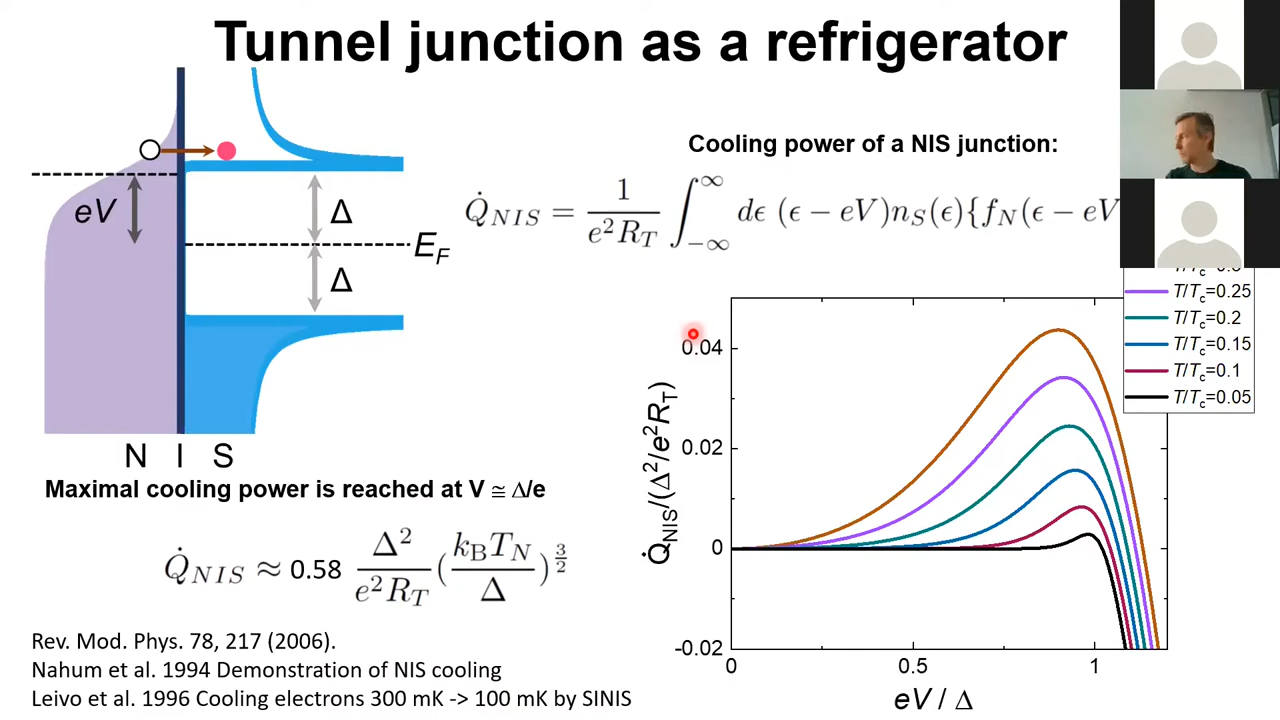 Tunnel junction as a refrigerator
eV
Δ
Δ
E_F
N I S
Cooling power of a NIS junction:
Q̇_NIS = 1/(e²R_T) ∫_{-∞}^{∞} dϵ (ϵ − eV)n_S(ϵ){f_N(ϵ − eV
Maximal cooling power is reached at V ≅ Δ/e
Q̇_NIS ≈ 0.58 Δ²/(e²R_T) (k_BT_N/Δ)^{3/2}
Rev. Mod. Phys. 78, 217 (2006).
Nahum et al. 1994 Demonstration of NIS cooling
Leivo et al. 1996 Cooling electrons 300 mK -> 100 mK by SINIS
T/T_c=0.25
T/T_c=0.2
T/T_c=0.15
T/T_c=0.1
T/T_c=0.05
Q̇_NIS/(Δ²/e²R_T)
0.04
0.02
0
-0.02
0 0.5 1
eV / Δ